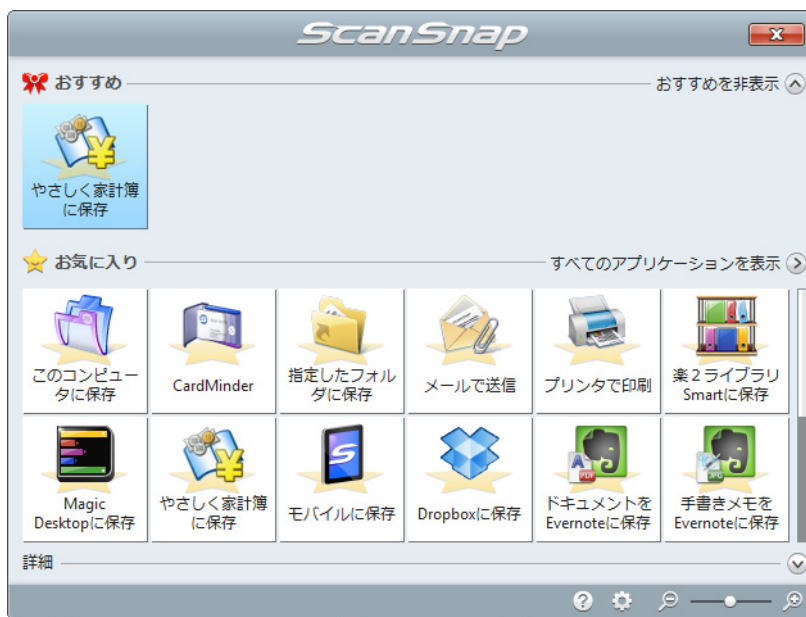 ScanSnap
おすすめ
おすすめを非表示
やさしく家計簿
に保存
お気に入り
すべてのアプリケーションを表示
このコンピュー
タに保存
CardMinder
指定したフォル
ダに保存
メールで送信
プリンタで印刷
楽2ライブラリ
Smartに保存
Magic
Desktopに保存
やさしく家計簿
に保存
モバイルに保存
Dropboxに保存
ドキュメントを
Evernoteに保存
手書きメモを
Evernoteに保存
詳細